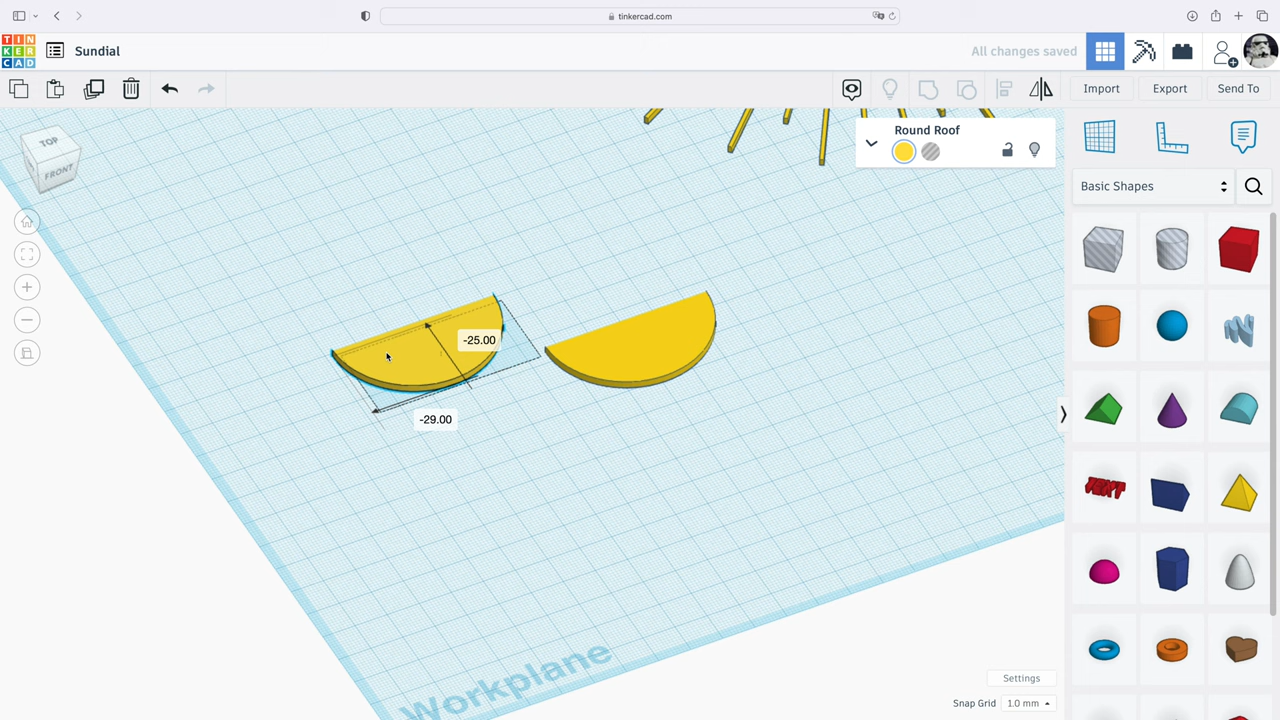 tinkercad.com
TIN
KER
CAD
Sundial
All changes saved
Import
Export
Send To
TOP
FRONT
Round Roof
Basic Shapes
-25.00
-29.00
TEXT
Workplane
Settings
Snap Grid
1.0 mm